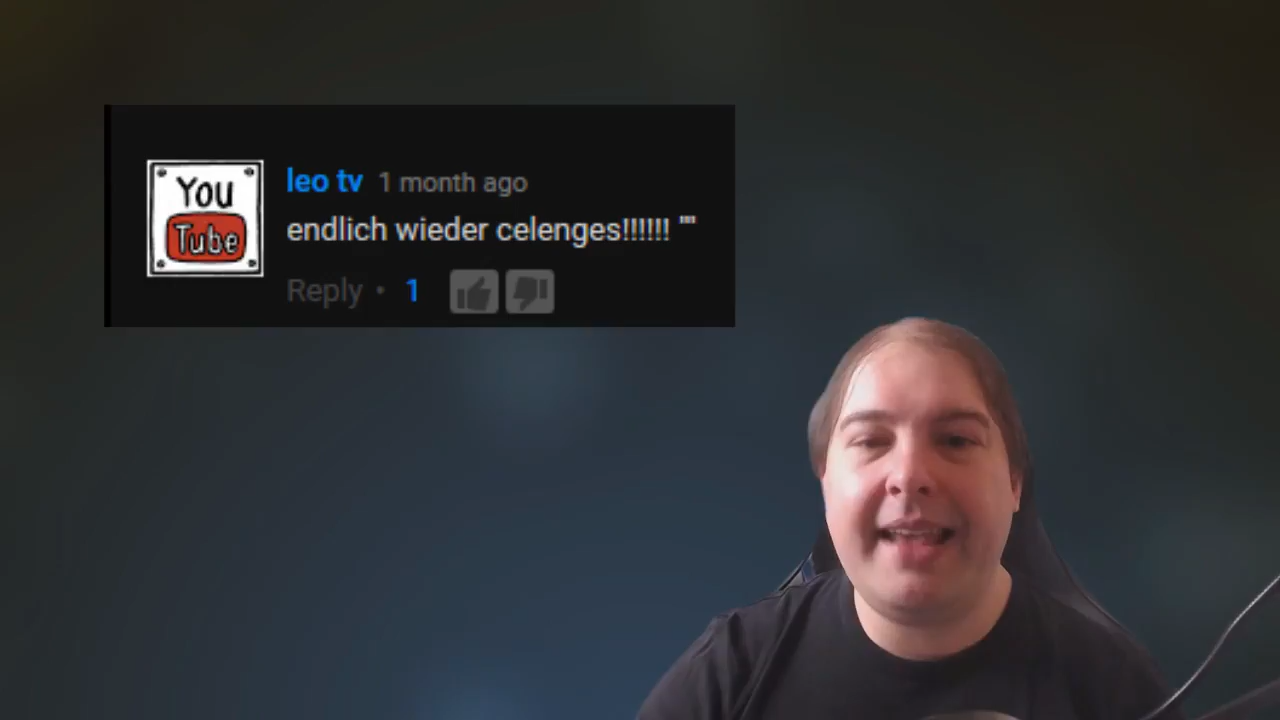 You
Tube
leo tv 1 month ago
endlich wieder celenges!!!!!! ""
Reply • 1